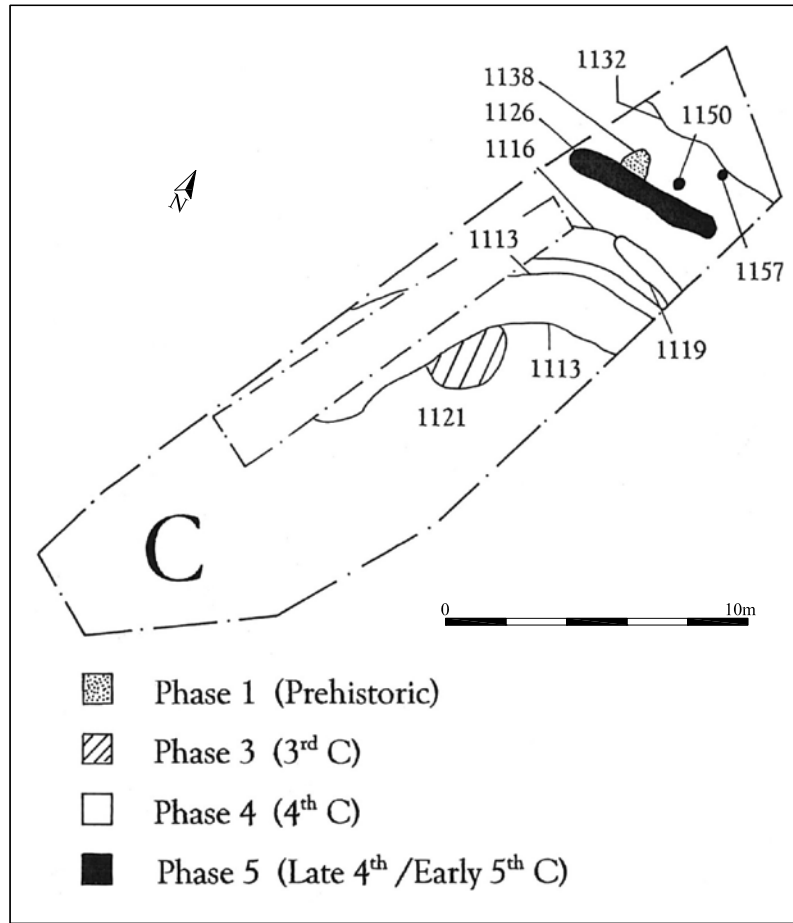 1132
1138
1126
1150
1116
N
1113
1157
1119
1113
1121
C
0 10m
Phase 1 (Prehistoric)
Phase 3 (3rd C)
Phase 4 (4th C)
Phase 5 (Late 4th /Early 5th C)